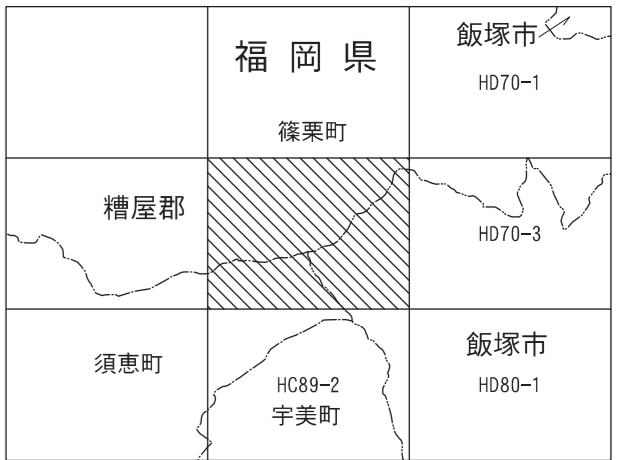 福岡県
飯塚市
HD70-1
篠栗町
糟屋郡
HD70-3
須恵町
HC89-2
宇美町
飯塚市
HD80-1